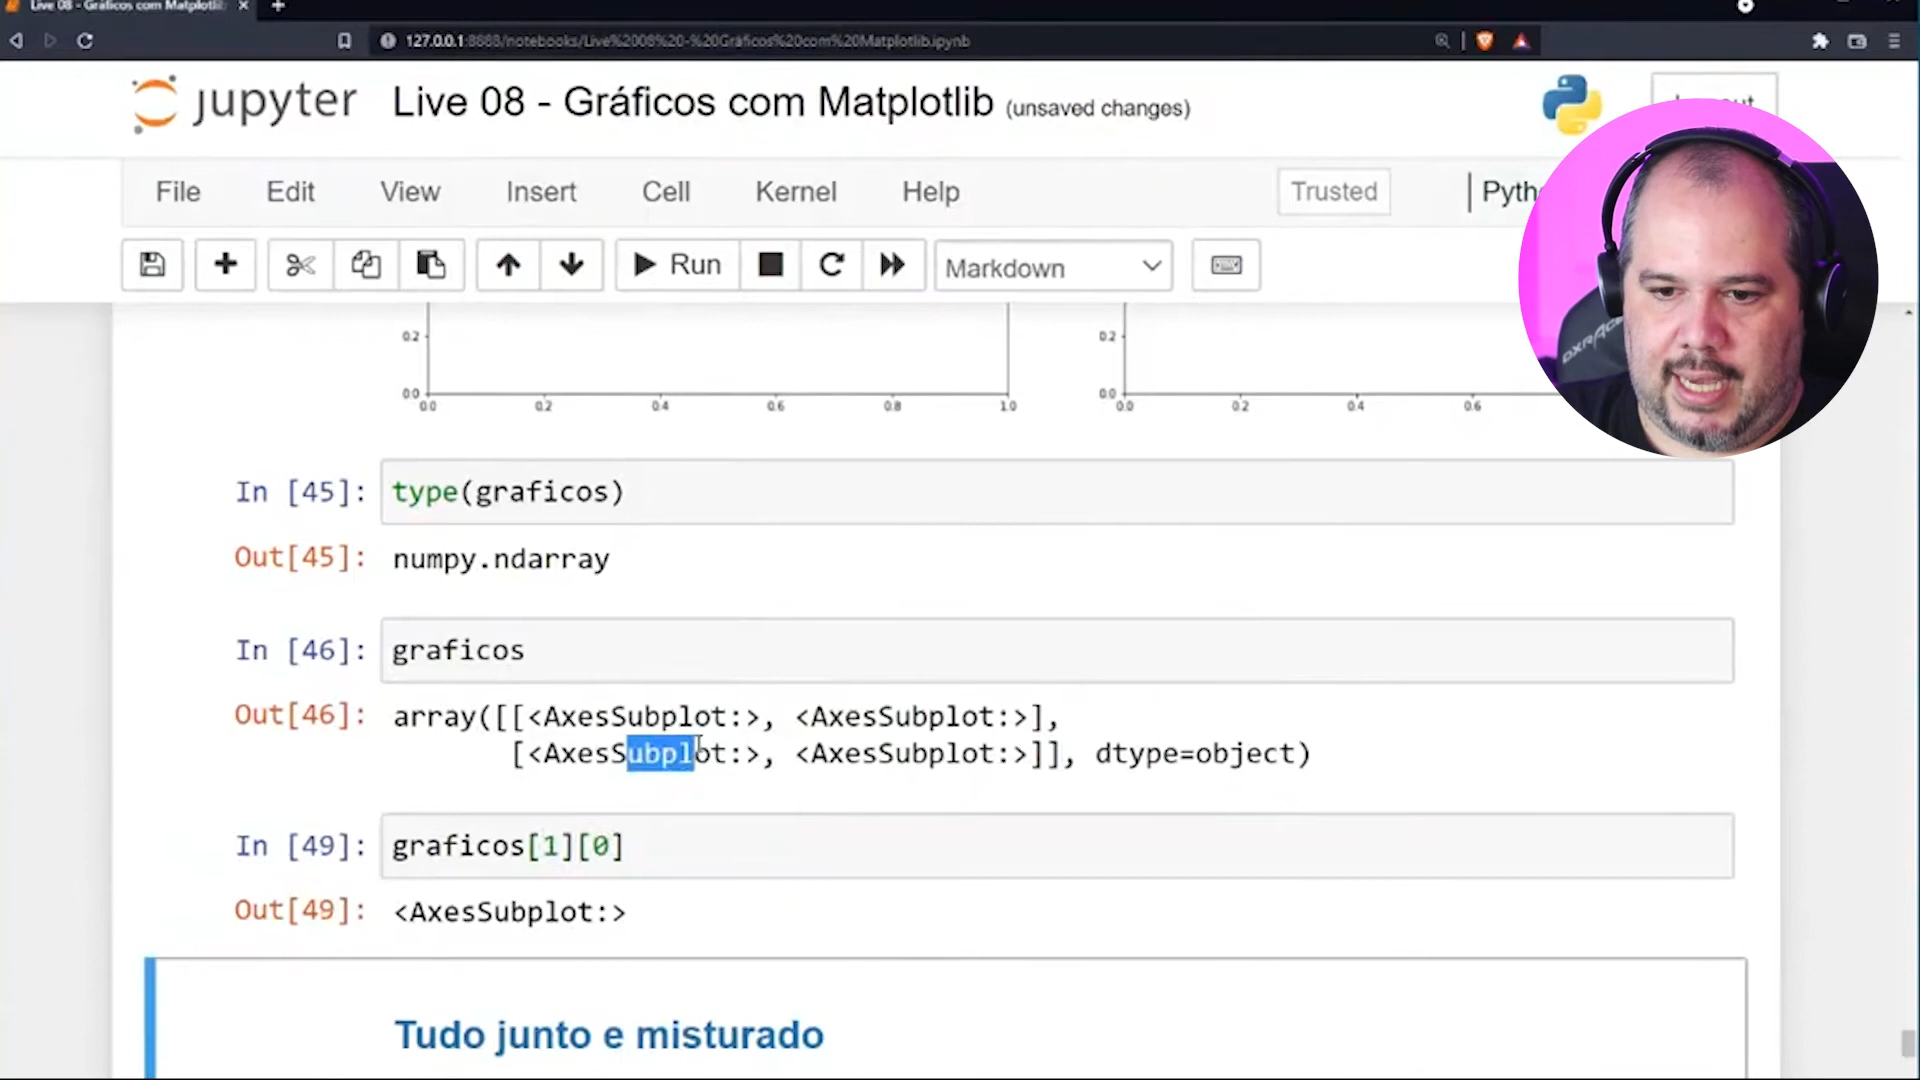 Live 08 - Gráficos com Matplotlib
127.0.0.1:8888/notebooks/Live%2008%20-%20Gráficos%20com%20Matplotlib.ipynb
jupyter Live 08 - Gráficos com Matplotlib (unsaved changes)
File Edit View Insert Cell Kernel Help Trusted
Run Markdown
0.2 0.2
0.0 0.0
0.0 0.2 0.4 0.6 0.8 1.0 0.0 0.2 0.4 0.6
In [45]: type(graficos)
Out[45]: numpy.ndarray
In [46]: graficos
Out[46]: array([[<AxesSubplot:>, <AxesSubplot:>],
[<AxesSubplot:>, <AxesSubplot:>]], dtype=object)
In [49]: graficos[1][0]
Out[49]: <AxesSubplot:>
Tudo junto e misturado